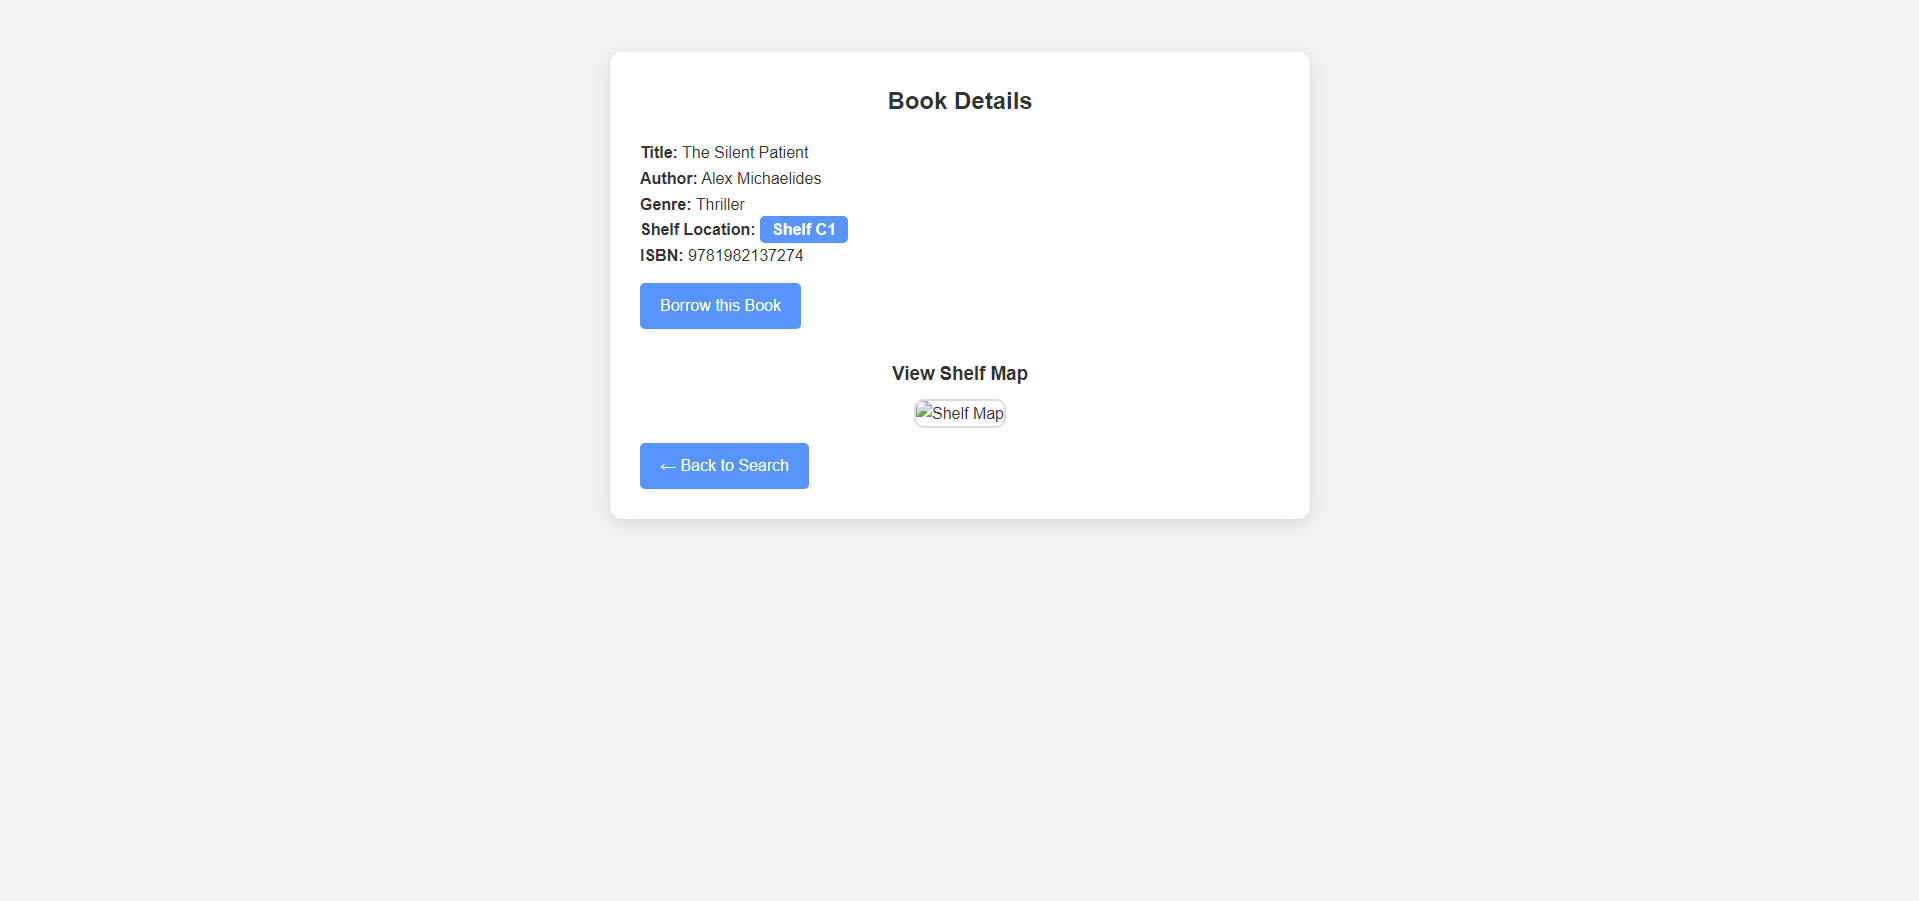 Book Details
Title: The Silent Patient
Author: Alex Michaelides
Genre: Thriller
Shelf Location: Shelf C1
ISBN: 9781982137274
Borrow this Book
View Shelf Map
Shelf Map
← Back to Search